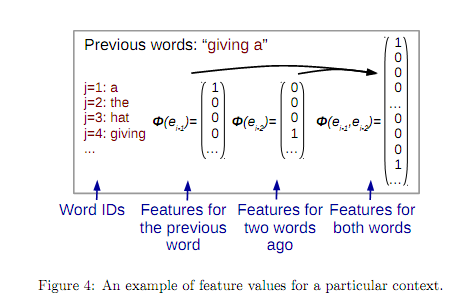 Previous words: “giving a”
j=1: a
j=2: the
j=3: hat
j=4: giving
...
Φ(e_{i-1})=
1
0
0
0
...
Φ(e_{i-2})=
0
0
0
1
...
Φ(e_{i-1},e_{i-2})=
1
0
0
0
...
0
0
0
1
...
Word IDs
Features for
the previous
word
Features for
two words
ago
Features for
both words
Figure 4: An example of feature values for a particular context.